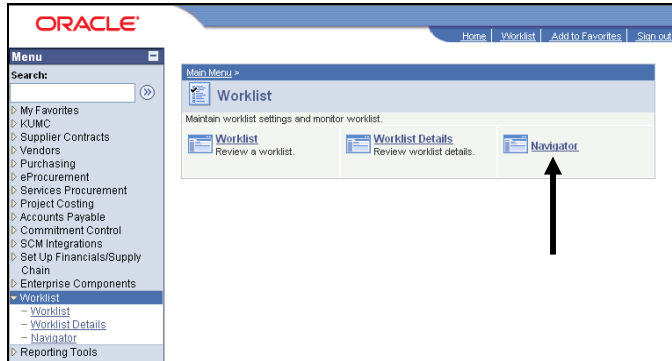 ORACLE
Home Worklist Add to Favorites Sign out
Menu
Search:
My Favorites
KUMC
Supplier Contracts
Vendors
Purchasing
eProcurement
Services Procurement
Project Costing
Accounts Payable
Commitment Control
SCM Integrations
Set Up Financials/Supply
Chain
Enterprise Components
Worklist
– Worklist
– Worklist Details
– Navigator
Reporting Tools
Main Menu >
Worklist
Maintain worklist settings and monitor worklist.
Worklist
Review a worklist.
Worklist Details
Review worklist details.
Navigator